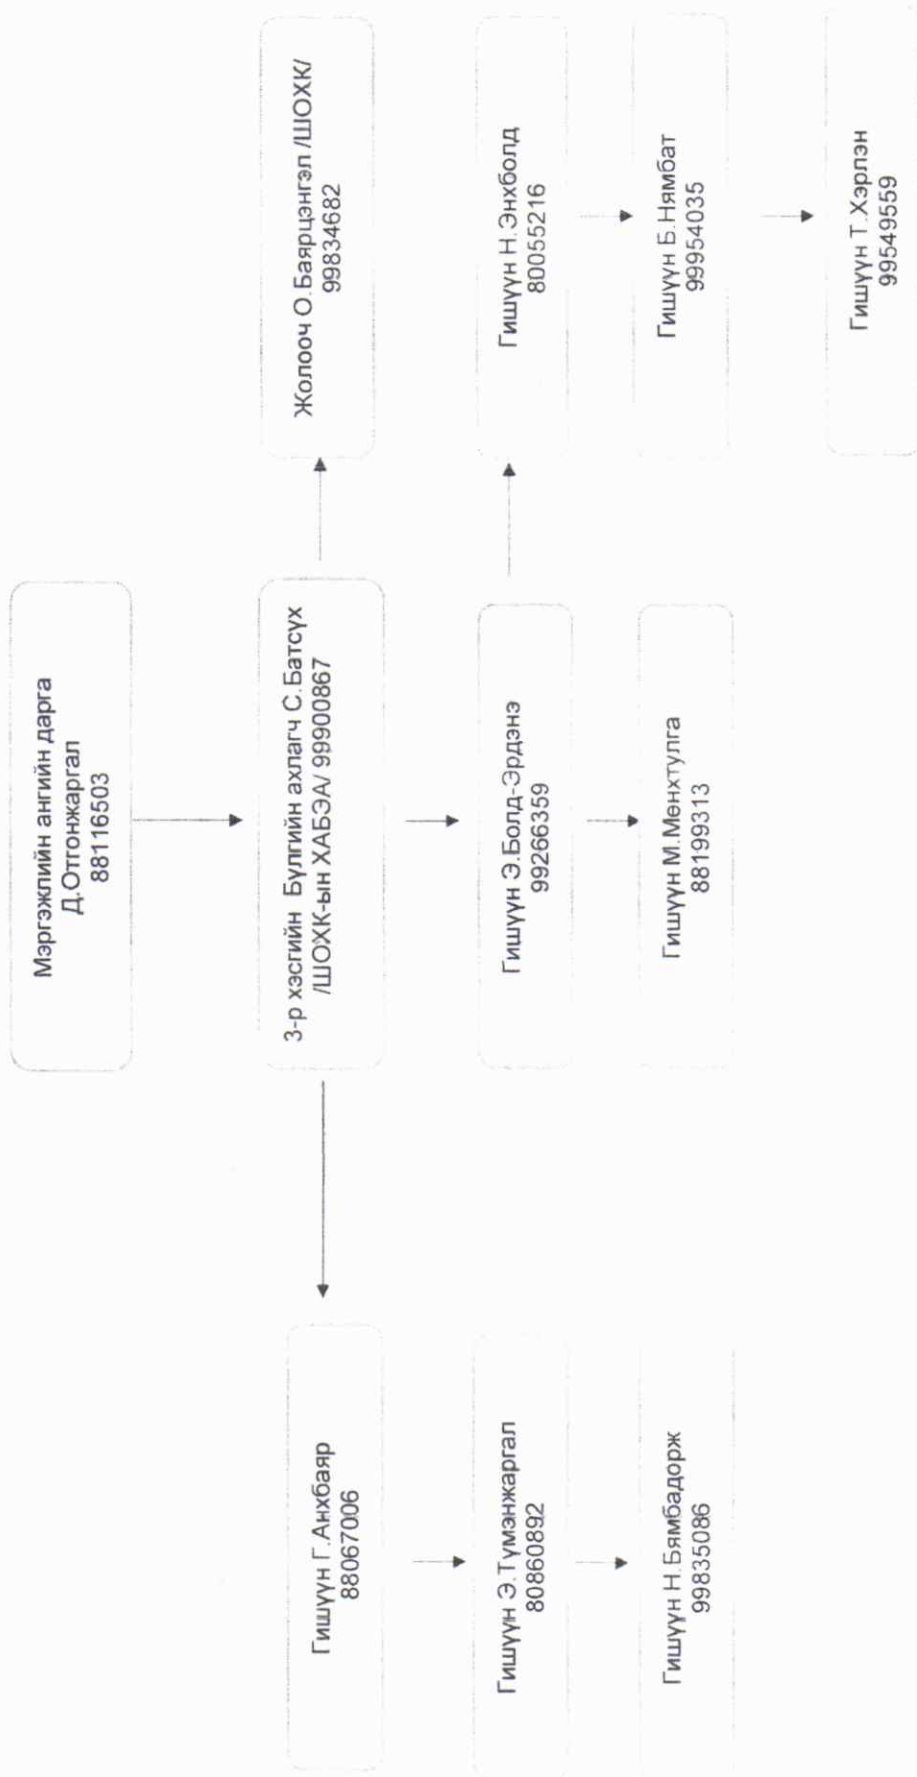 Мэргэжлийн ангийн дарга
Д.Отгонжаргал
88116503
3-р хэсгийн Бүлгийн ахлагч С.Батсүх
/ШОХК-ын ХАБЭА/ 99900867
Жолооч О.Баярцэнгэл /ШОХК/
99834682
Гишүүн Г.Анхбаяр
88067006
Гишүүн Э.Түмэнжаргал
80860892
Гишүүн Н.Бямбадорж
99835086
Гишүүн Э.Болд-Эрдэнэ
99266359
Гишүүн М.Мөнхтулга
88199313
Гишүүн Н.Энхболд
80055216
Гишүүн Б.Нямбат
99954035
Гишүүн Т.Хэрлэн
99549559